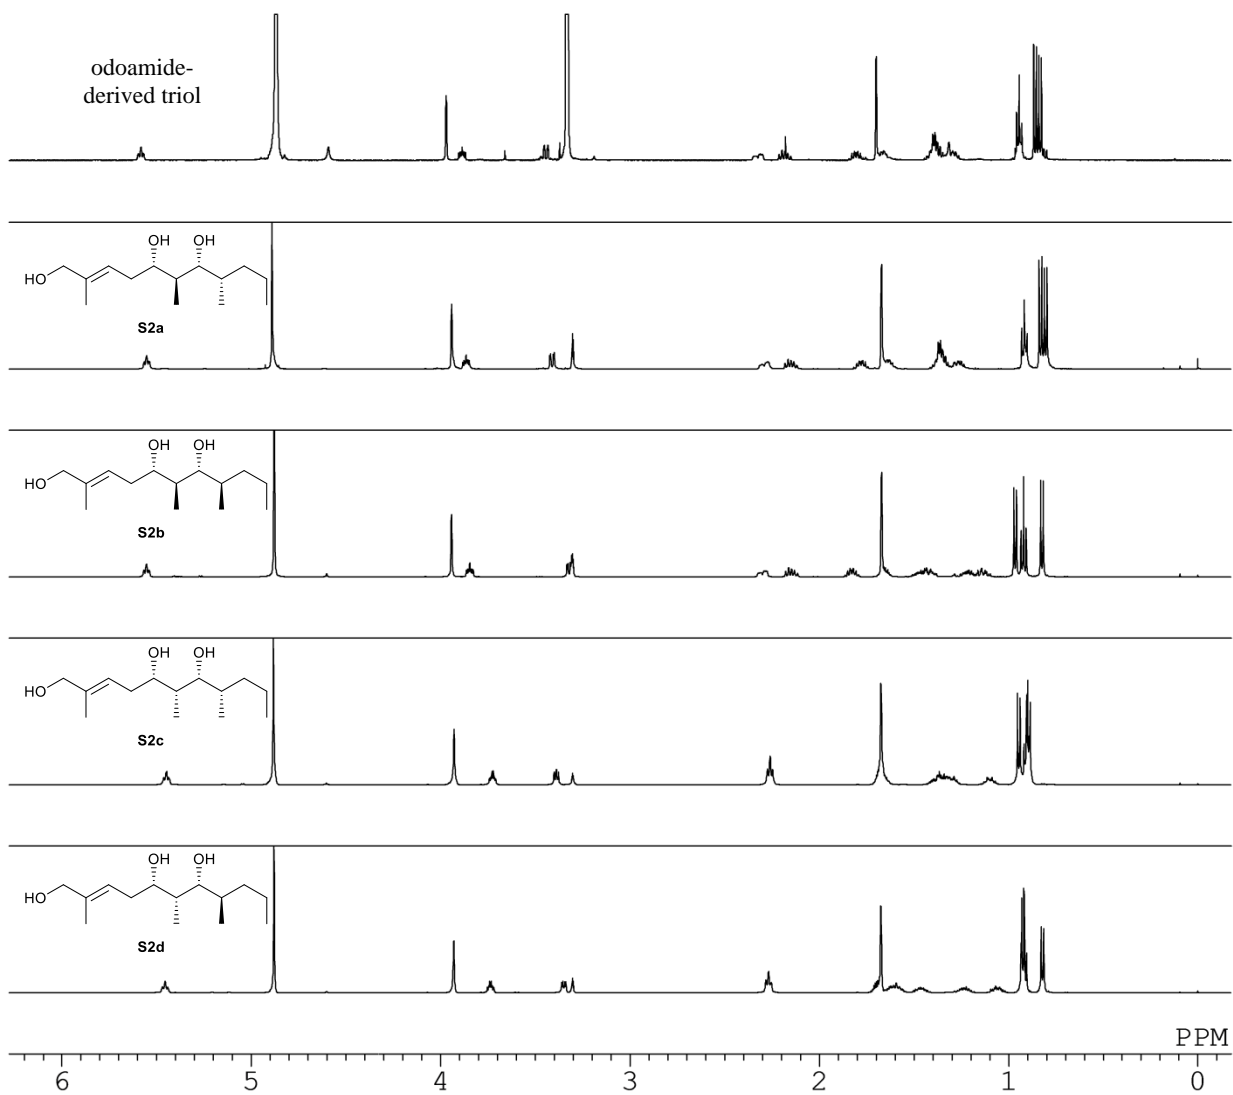 odoamide-
derived triol
OH OH
HO
S2a
OH OH
HO
S2b
OH OH
HO
S2c
OH OH
HO
S2d
PPM
6 5 4 3 2 1 0